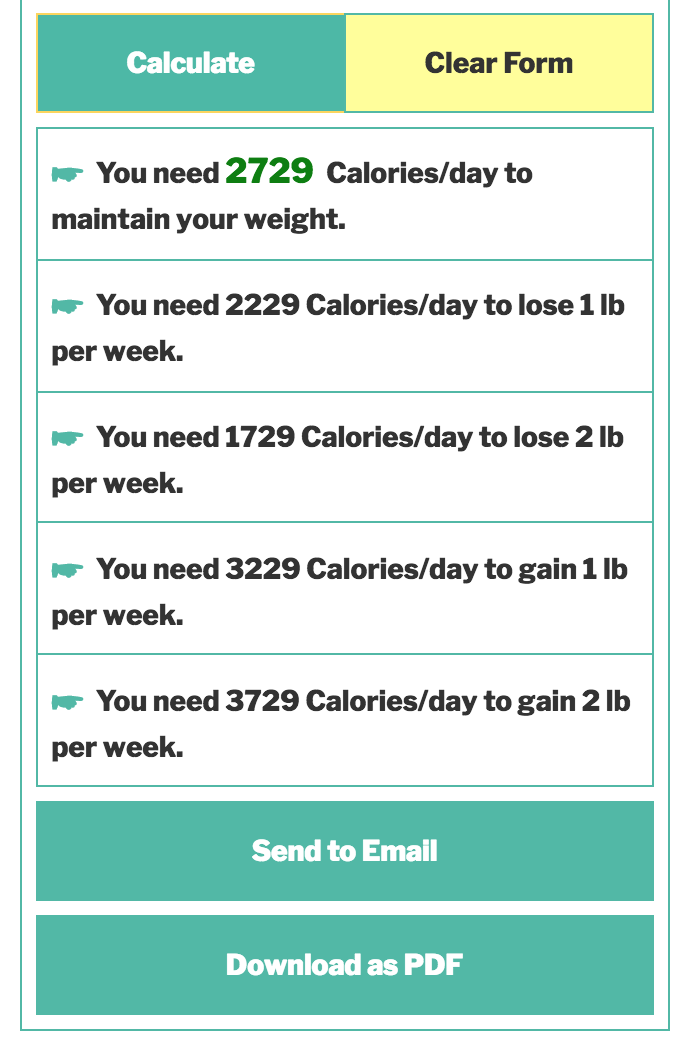 Calculate Clear Form
You need 2729 Calories/day to
maintain your weight.
You need 2229 Calories/day to lose 1 lb
per week.
You need 1729 Calories/day to lose 2 lb
per week.
You need 3229 Calories/day to gain 1 lb
per week.
You need 3729 Calories/day to gain 2 lb
per week.
Send to Email
Download as PDF